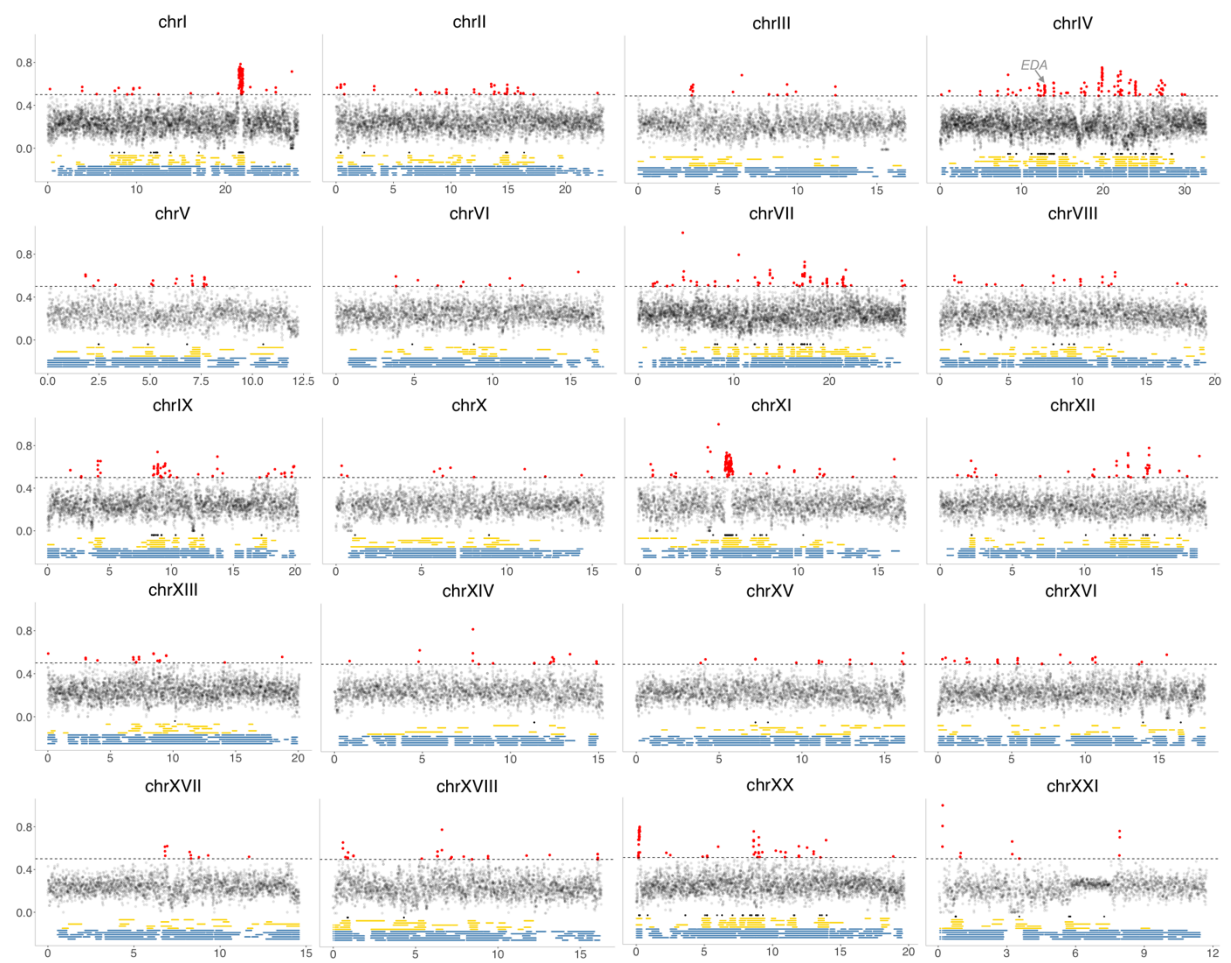 chrI chrII chrIII chrIV
0.8
EDA
0.4
0.0
0 10 20 0 10 20 0 5 10 15 0 10 20 30
chrV chrVI chrVII chrVIII
0.8
0.4
0.0
0.0 2.5 5.0 7.5 10.0 12.5 0 5 10 15 0 10 20 0 5 10 15 20
chrIX chrX chrXI chrXII
0.8
0.4
0.0
0 5 10 15 20 0 5 10 15 0 5 10 15 0 5 10 15
chrXIII chrXIV chrXV chrXVI
0.8
0.4
0.0
0 5 10 15 20 0 5 10 15 0 5 10 15 0 5 10 15
chrXVII chrXVIII chrXX chrXXI
0.8
0.4
0.0
0 5 10 15 0 5 10 15 0 5 10 15 20 0 3 6 9 12